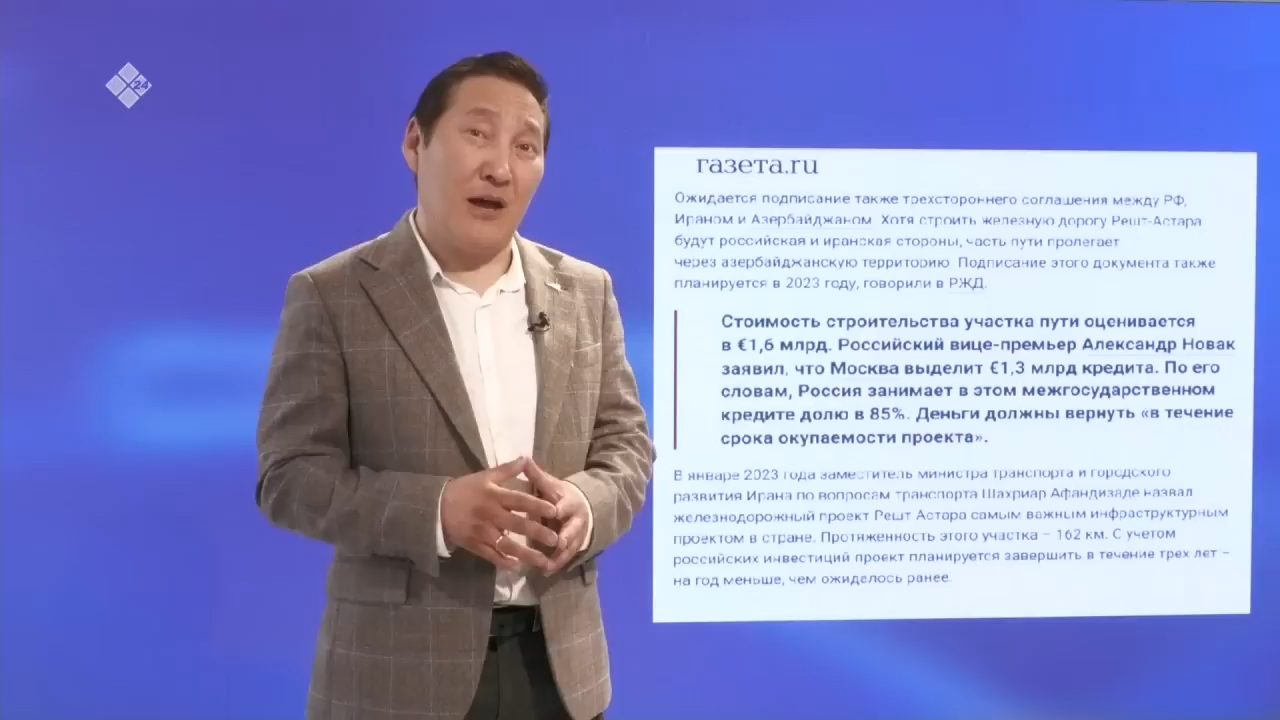 24
газета.ru
Ожидается подписание также трехстороннего соглашения между РФ,
Ираном и Азербайджаном. Хотя строить железную дорогу Решт-Астара
будут российская и иранская стороны, часть пути пролегает
через азербайджанскую территорию. Подписание этого документа также
планируется в 2023 году, говорили в РЖД.
Стоимость строительства участка пути оценивается
в €1,6 млрд. Российский вице-премьер Александр Новак
заявил, что Москва выделит €1,3 млрд кредита. По его
словам, Россия занимает в этом межгосударственном
кредите долю в 85%. Деньги должны вернуть «в течение
срока окупаемости проекта».
В январе 2023 года заместитель министра транспорта и городского
развития Ирана по вопросам транспорта Шахриар Афандизаде назвал
железнодорожный проект Решт-Астара самым важным инфраструктурным
проектом в стране. Протяженность этого участка – 162 км. С учетом
российских инвестиций проект планируется завершить в течение трех лет –
на год меньше, чем ожидалось ранее.